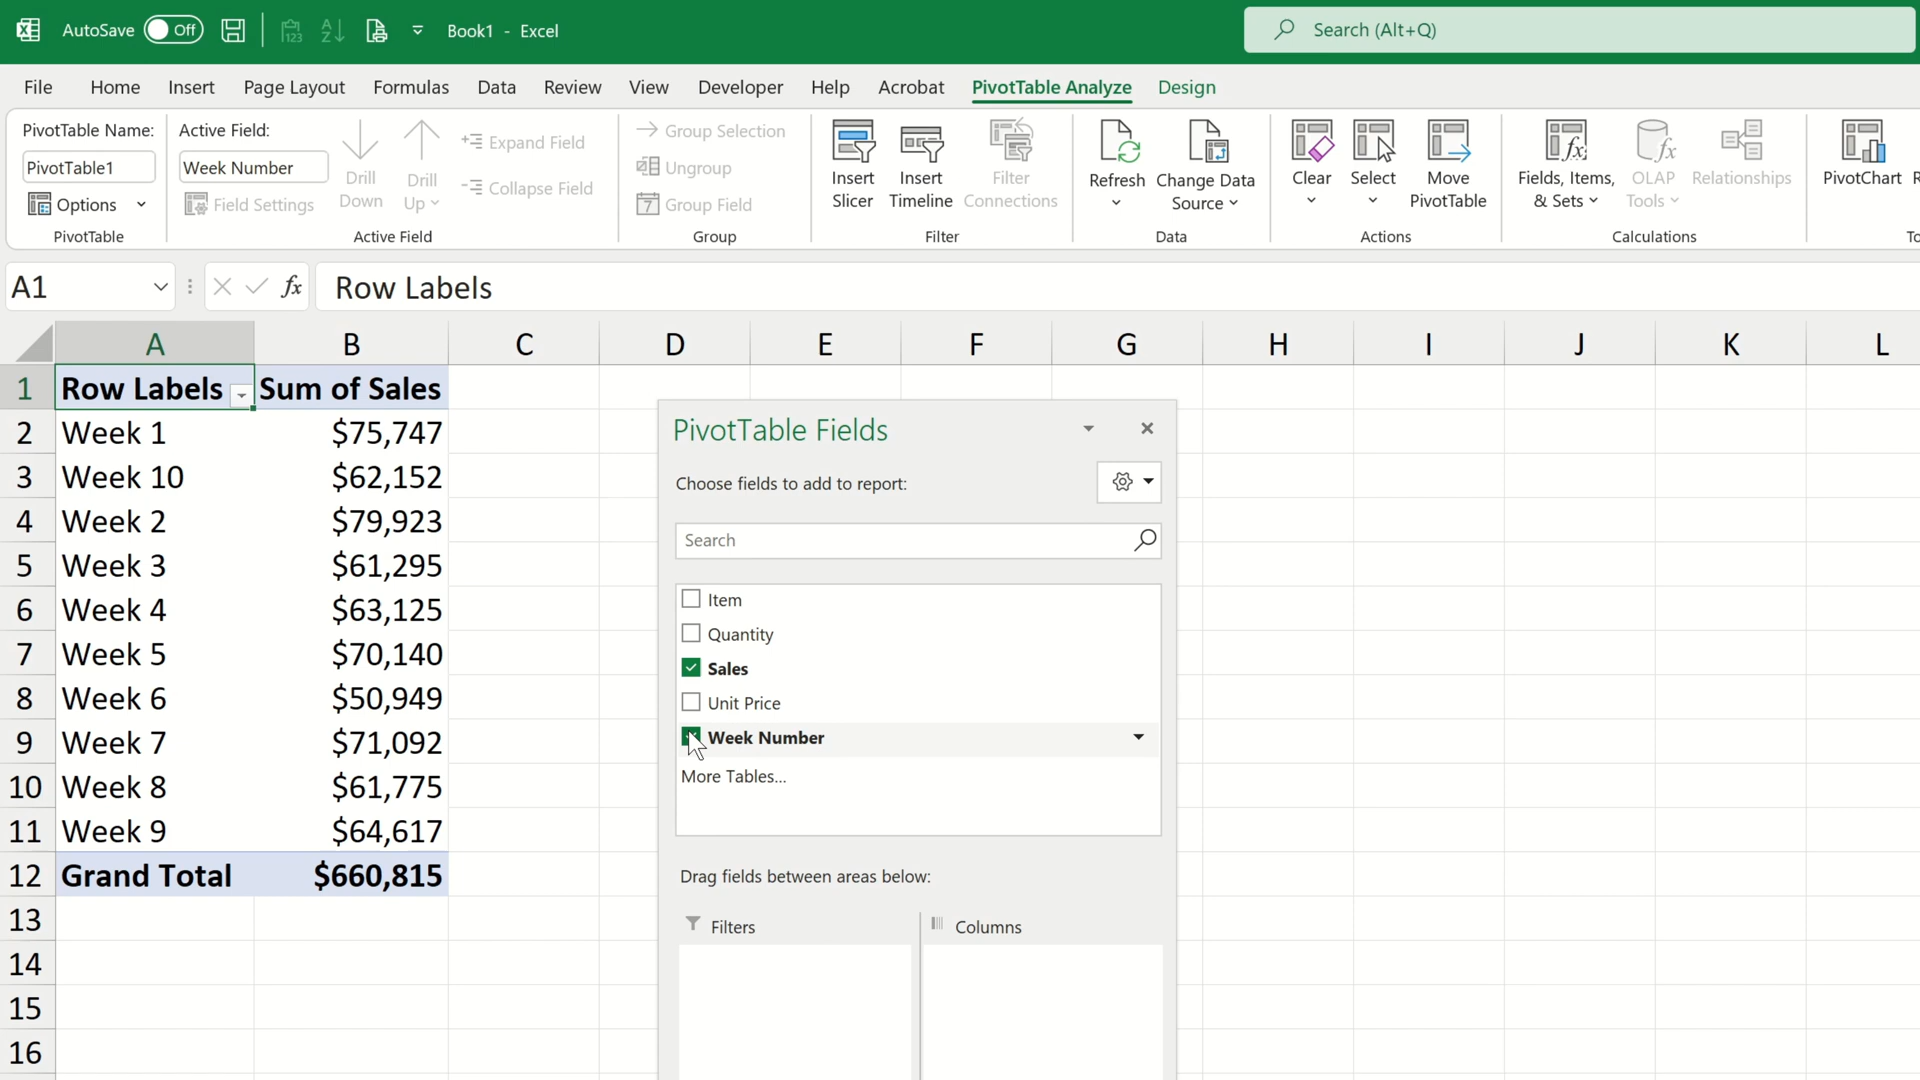 AutoSave Off Book1 - Excel Search (Alt+Q)
File Home Insert Page Layout Formulas Data Review View Developer Help Acrobat PivotTable Analyze Design
PivotTable Name:
PivotTable1
Options
PivotTable
Active Field:
Week Number
Field Settings
Drill
Down
Drill
Up
Expand Field
Collapse Field
Active Field
Group Selection
Ungroup
7 Group Field
Group
Insert
Slicer
Insert
Timeline
Filter
Connections
Filter
Refresh
Change Data
Source
Data
Clear
Select
Move
PivotTable
Actions
Fields, Items,
& Sets
OLAP
Tools
Relationships
Calculations
PivotChart
R
To
A1 fx Row Labels
A B C D E F G H I J K L
1 Row Labels Sum of Sales
2 Week 1 $75,747
3 Week 10 $62,152
4 Week 2 $79,923
5 Week 3 $61,295
6 Week 4 $63,125
7 Week 5 $70,140
8 Week 6 $50,949
9 Week 7 $71,092
10 Week 8 $61,775
11 Week 9 $64,617
12 Grand Total $660,815
13
14
15
16
PivotTable Fields
Choose fields to add to report:
Search
Item
Quantity
Sales
Unit Price
Week Number
More Tables...
Drag fields between areas below:
Filters
Columns